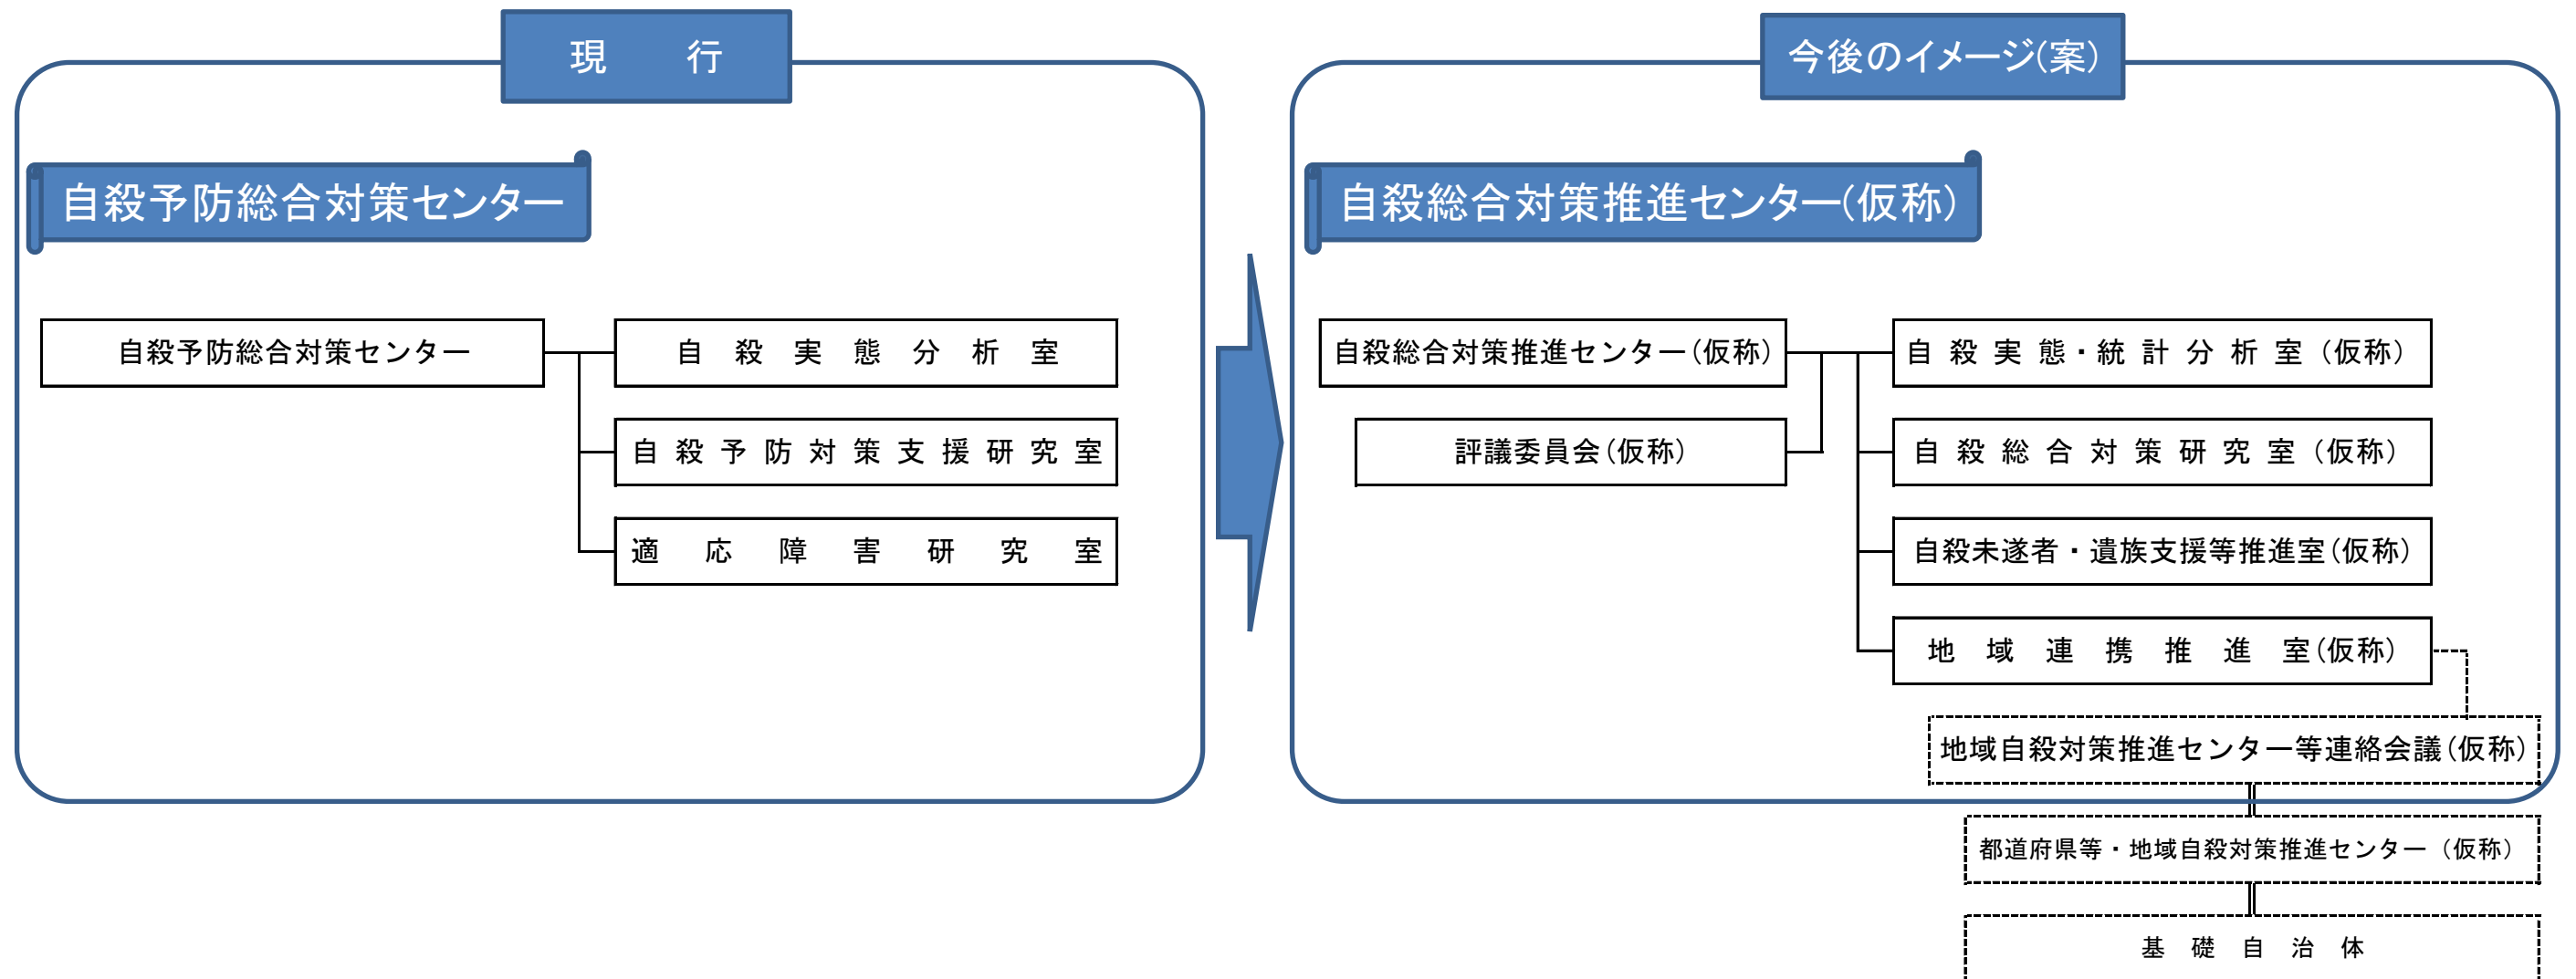 現行
自殺予防総合対策センター
自殺予防総合対策センター
自殺実態分析室
自殺予防対策支援研究室
適応障害研究室
今後のイメージ(案)
自殺総合対策推進センター(仮称)
自殺総合対策推進センター(仮称)
自殺実態・統計分析室(仮称)
評議委員会(仮称)
自殺総合対策研究室(仮称)
自殺未遂者・遺族支援等推進室(仮称)
地域連携推進室(仮称)
地域自殺対策推進センター等連絡会議(仮称)
都道府県等・地域自殺対策推進センター(仮称)
基礎自治体